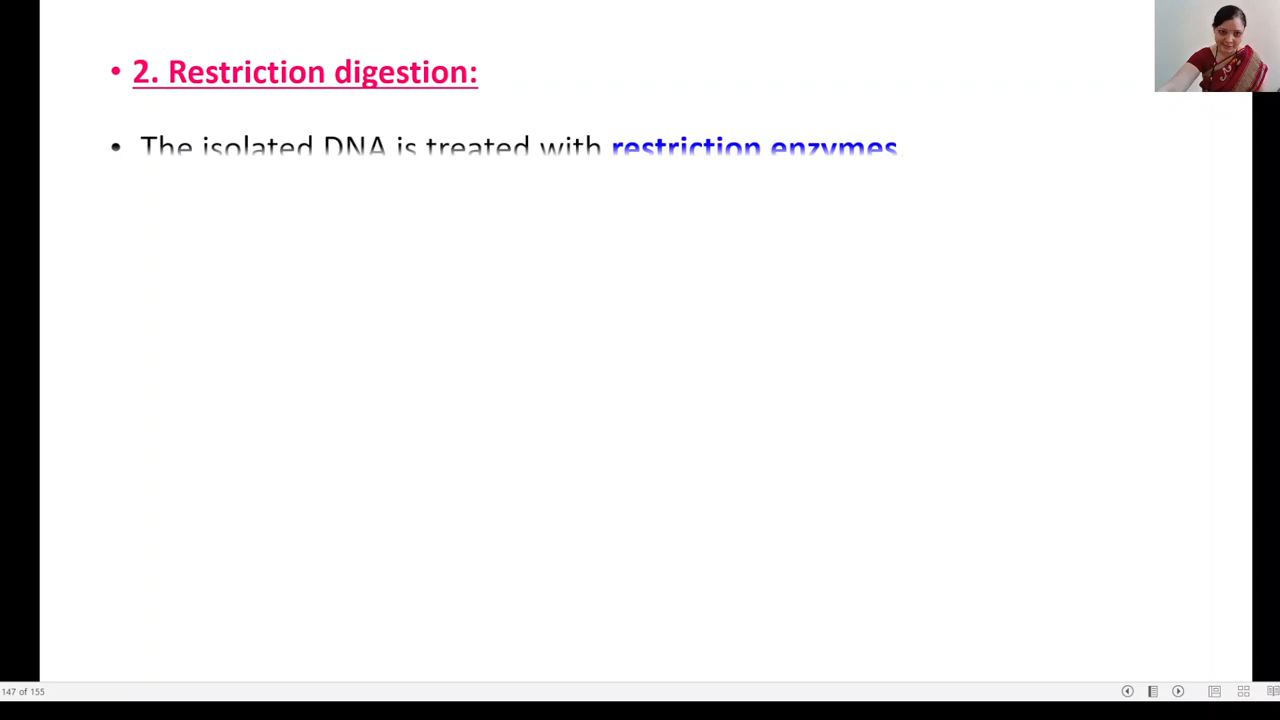 • 2. Restriction digestion:
• The isolated DNA is treated with restriction enzymes
147 of 155